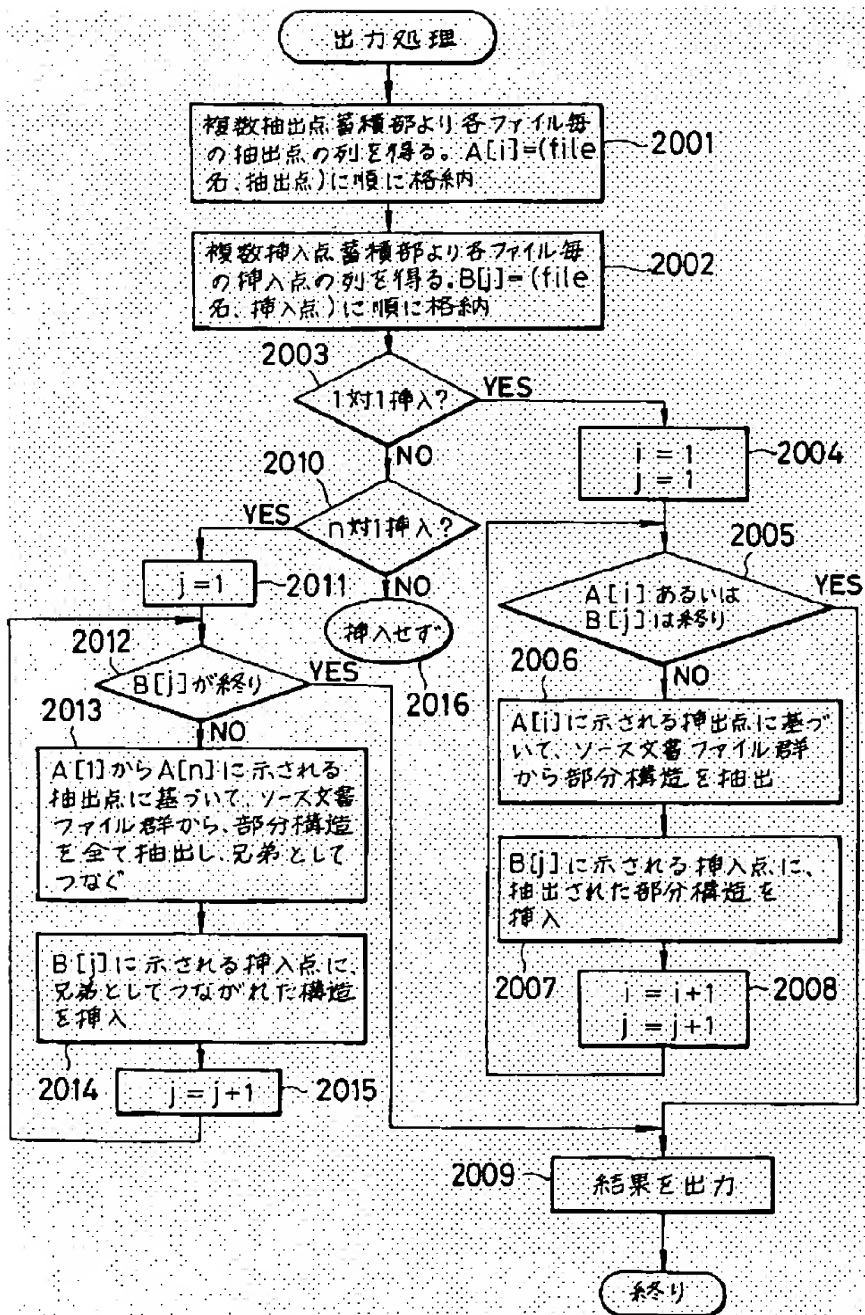 出力処理
複数抽出点蓄積部より各ファイル毎
の抽出点の列を得る。A[i]=(file
名、抽出点)に順に格納
2001
複数挿入点蓄積部より各ファイル毎
の挿入点の列を得る.B[j]=(file
名、挿入点)に順に格納
2002
2003
1対1挿入?
YES
NO
i = 1
j = 1
2004
2010
n対1挿入?
YES
NO
j = 1
2011
挿入せず
2016
2005
A[i]あるいは
B[j]は終り
YES
NO
2012
B[j]が終り
YES
NO
2013
A[1]からA[n]に示される
抽出点に基づいて、ソース文書
ファイル群から、部分構造
を全て抽出し、兄弟として
つなぐ
B[j]に示される挿入点に、
兄弟としてつながれた構造
を挿入
2014
j = j+1
2015
2006
A[i]に示される抽出点に基づ
いて、ソース文書ファイル群
から部分構造を抽出
B[j]に示される挿入点に、
抽出された部分構造を
挿入
2007
i = i+1
j = j+1
2008
2009
結果を出力
終り